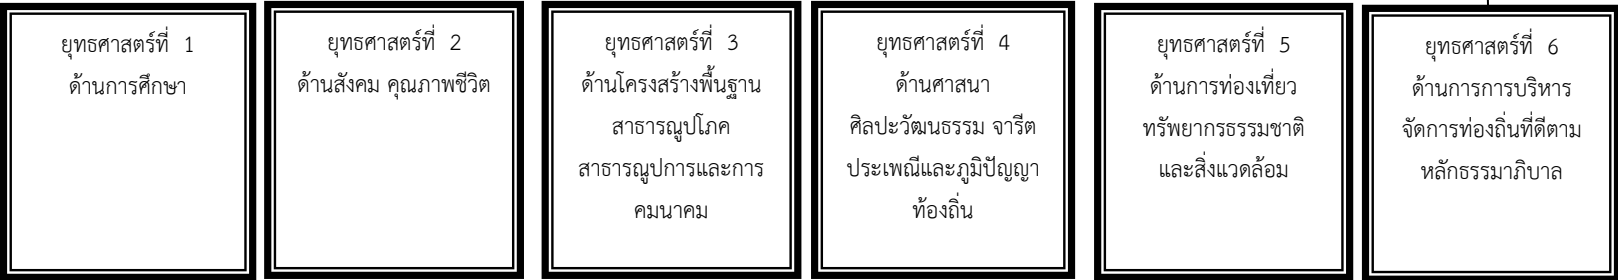 ยุทธศาสตร์ที่ 1
ด้านการศึกษา
ยุทธศาสตร์ที่ 2
ด้านสังคม คุณภาพชีวิต
ยุทธศาสตร์ที่ 3
ด้านโครงสร้างพื้นฐาน
สาธารณูปโภค
สาธารณูปการและการ
คมนาคม
ยุทธศาสตร์ที่ 4
ด้านศาสนา
ศิลปะวัฒนธรรม จารีต
ประเพณีและภูมิปัญญา
ท้องถิ่น
ยุทธศาสตร์ที่ 5
ด้านการท่องเที่ยว
ทรัพยากรธรรมชาติ
และสิ่งแวดล้อม
ยุทธศาสตร์ที่ 6
ด้านการการบริหาร
จัดการท่องถิ่นที่ดีตาม
หลักธรรมาภิบาล